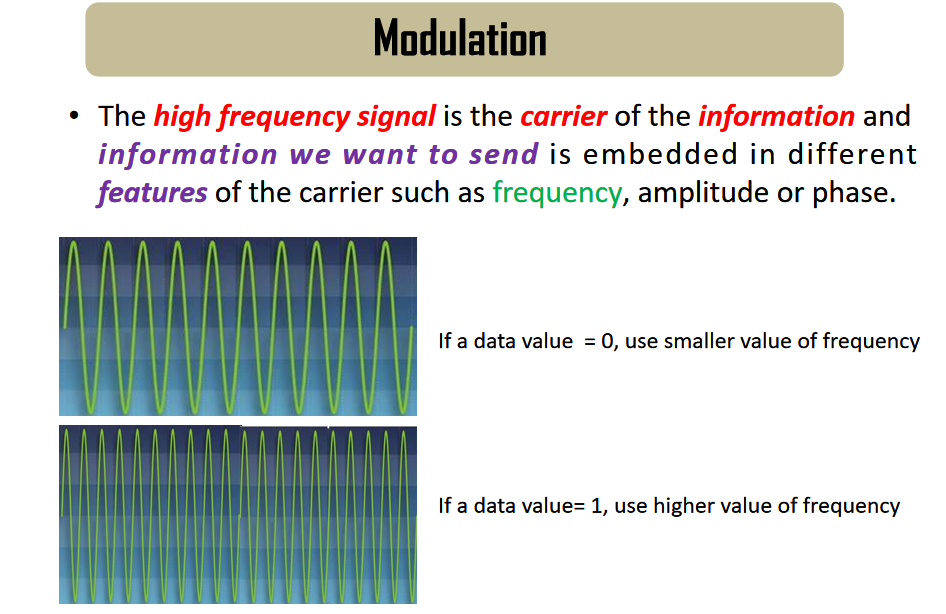 Modulation
• The high frequency signal is the carrier of the information and
information we want to send is embedded in different
features of the carrier such as frequency, amplitude or phase.
If a data value = 0, use smaller value of frequency
If a data value= 1, use higher value of frequency